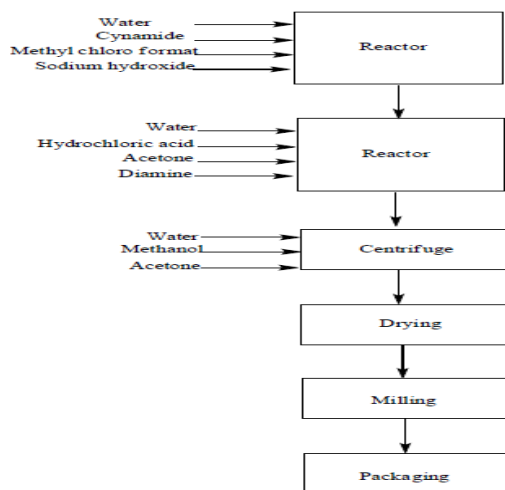 Water
Cynamide
Methyl chloro format
Sodium hydroxide
Reactor
Water
Hydrochloric acid
Acetone
Diamine
Reactor
Water
Methanol
Acetone
Centrifuge
Drying
Milling
Packaging